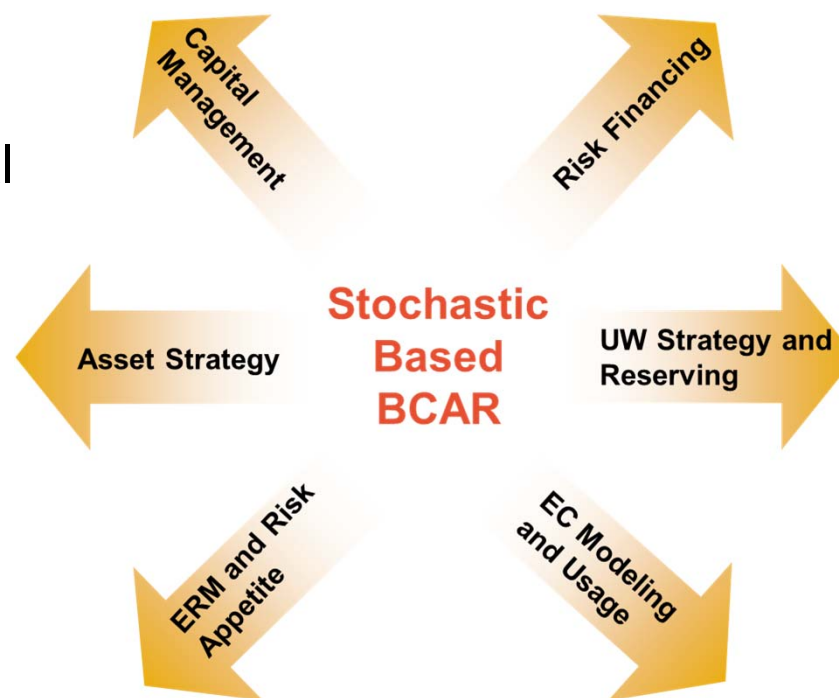 Capital
Management
Risk Financing
Asset Strategy
Stochastic
Based
BCAR
UW Strategy and
Reserving
ERM and Risk
Appetite
EC Modeling
and Usage